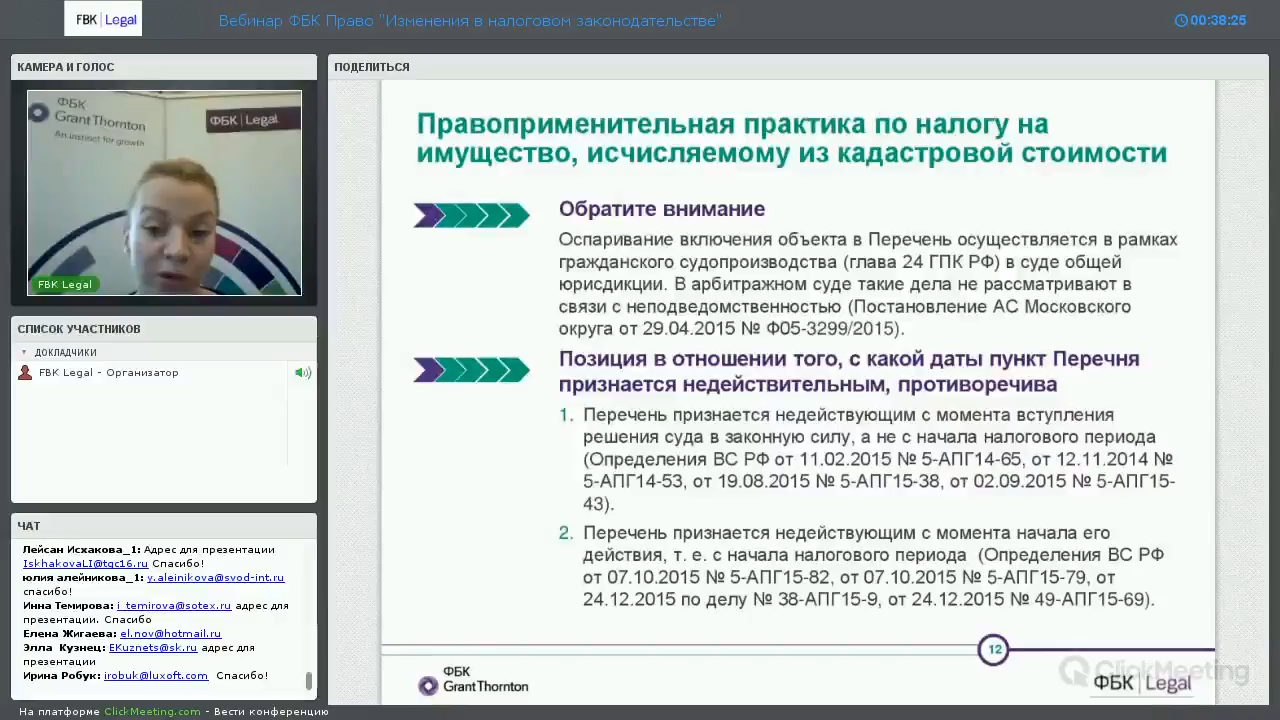 FBK Legal
Вебинар ФБК Право "Изменения в налоговом законодательстве"
00:38:25
КАМЕРА И ГОЛОС
ФБК
Grant Thornton
An instinct for growth
ФБК Legal
FBK Legal
СПИСОК УЧАСТНИКОВ
ДОКЛАДЧИКИ
FBK Legal - Организатор
ЧАТ
Лейсан Исхакова_1: Адрес для презентации
IskhakovaLI@tgc16.ru Спасибо!
юлия алейникова_1: y.aleinikova@svod-int.ru
спасибо!
Инна Темирова: i_temirova@sotex.ru адрес для
презентации. Спасибо
Елена Жигаева: el.nov@hotmail.ru
Элла Кузнец: EKuznets@sk.ru адрес для
презентации
Ирина Робук: irobuk@luxoft.com Спасибо!
ПОДЕЛИТЬСЯ
Правоприменительная практика по налогу на
имущество, исчисляемому из кадастровой стоимости
Обратите внимание
Оспаривание включения объекта в Перечень осуществляется в рамках
гражданского судопроизводства (глава 24 ГПК РФ) в суде общей
юрисдикции. В арбитражном суде такие дела не рассматривают в
связи с неподведомственностью (Постановление АС Московского
округа от 29.04.2015 № Ф05-3299/2015).
Позиция в отношении того, с какой даты пункт Перечня
признается недействительным, противоречива
1. Перечень признается недействующим с момента вступления
решения суда в законную силу, а не с начала налогового периода
(Определения ВС РФ от 11.02.2015 № 5-АПГ14-65, от 12.11.2014 №
5-АПГ14-53, от 19.08.2015 № 5-АПГ15-38, от 02.09.2015 № 5-АПГ15-
43).
2. Перечень признается недействующим с момента начала его
действия, т. е. с начала налогового периода (Определения ВС РФ
от 07.10.2015 № 5-АПГ15-82, от 07.10.2015 № 5-АПГ15-79, от
24.12.2015 по делу № 38-АПГ15-9, от 24.12.2015 № 49-АПГ15-69).
12
ФБК
Grant Thornton
ClickMeeting
ФБК Legal
На платформе ClickMeeting.com - Вести конференцию